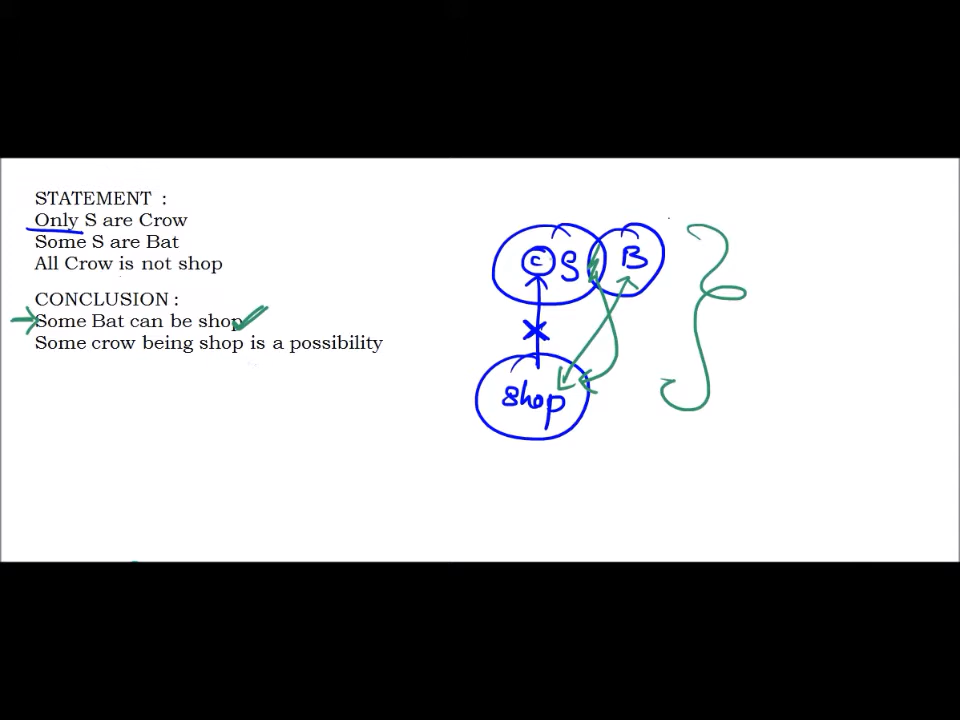 STATEMENT :
Only S are Crow
Some S are Bat
All Crow is not shop
CONCLUSION :
Some Bat can be shop
Some crow being shop is a possibility
C S B
shop